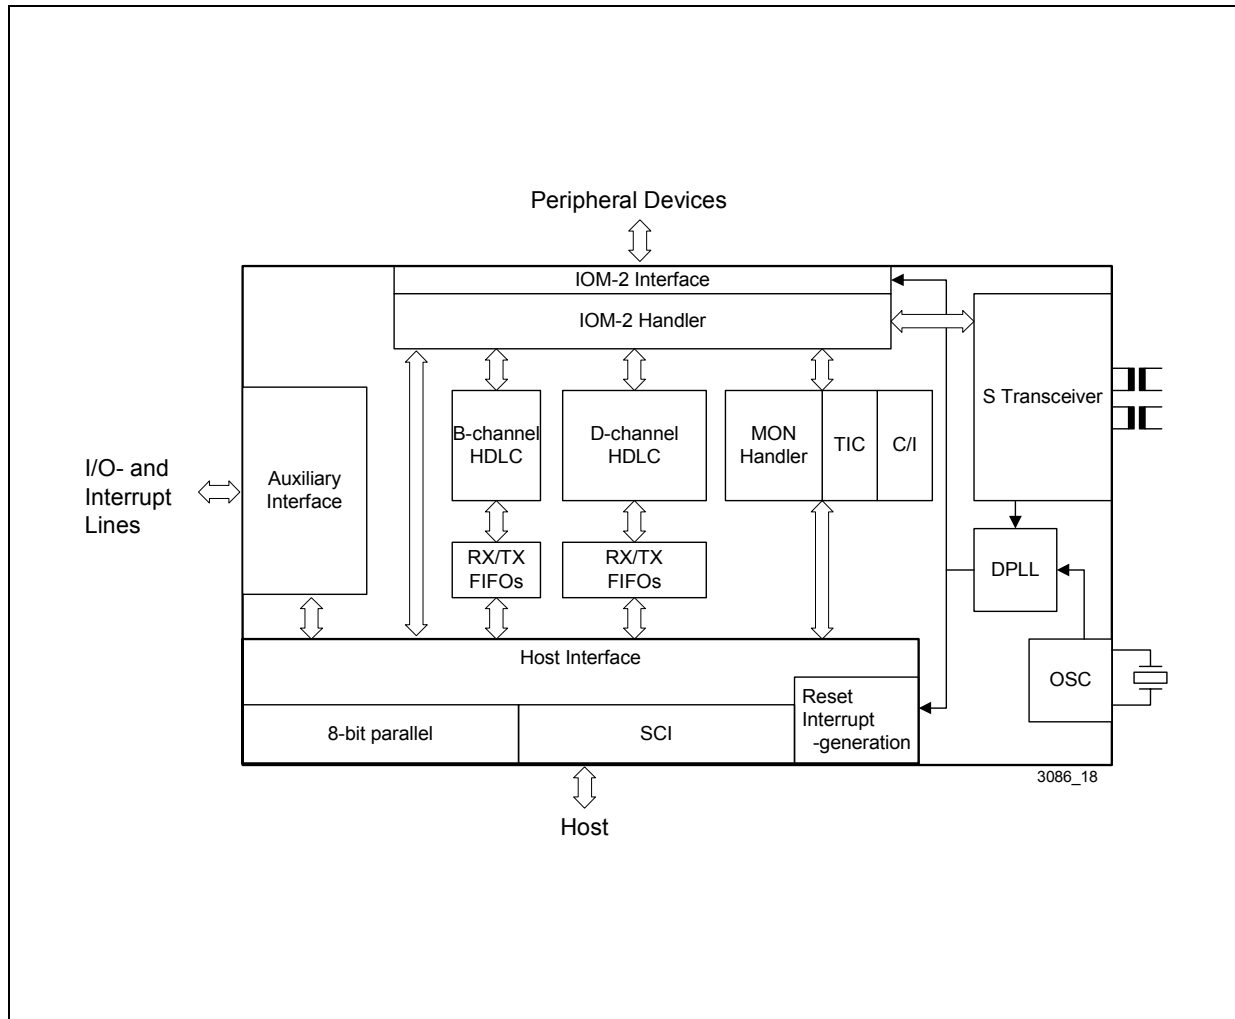 Peripheral Devices
IOM-2 Interface
IOM-2 Handler
S Transceiver
B-channel
HDLC
D-channel
HDLC
MON
Handler
TIC
C/I
I/O- and
Interrupt
Lines
Auxiliary
Interface
RX/TX
FIFOs
RX/TX
FIFOs
DPLL
Host Interface
OSC
Reset
Interrupt
-generation
8-bit parallel
SCI
3086_18
Host